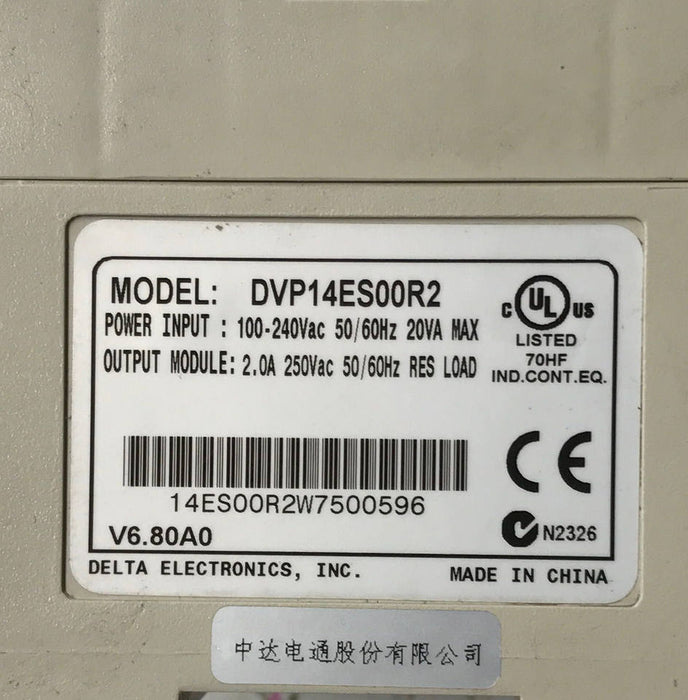 MODEL: DVP14ES00R2
POWER INPUT : 100-240Vac 50/60Hz 20VA MAX
OUTPUT MODULE: 2.0A 250Vac 50/60Hz RES LOAD
C UL US
LISTED
70HF
IND.CONT.EQ.
CE
14ES00R2W7500596
V6.80A0
N2326
DELTA ELECTRONICS, INC. MADE IN CHINA
中达电通股份有限公司